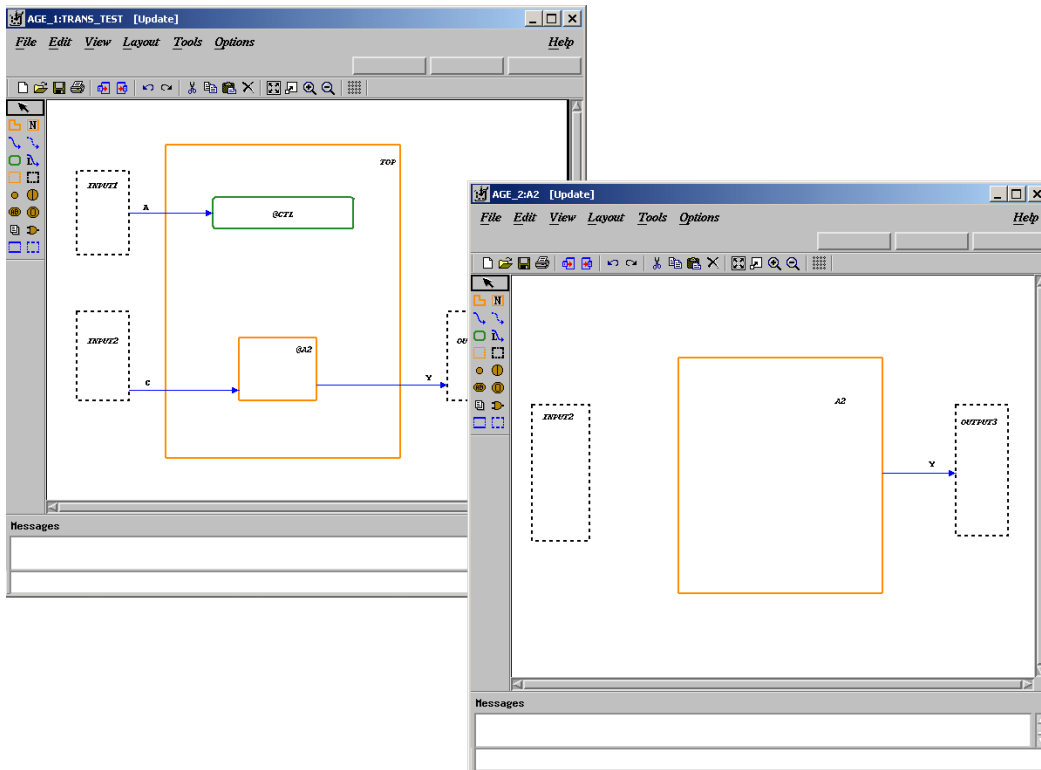 AGE_1:TRANS_TEST [Update]
File Edit View Layout Tools Options Help
N
TOP
INPUT1
A
@CTL
INPUT2
@A2
C
Y
OU
Messages
AGE_2:A2 [Update]
File Edit View Layout Tools Options Help
N
INPUT2
A2
OUTPUT3
Y
Messages